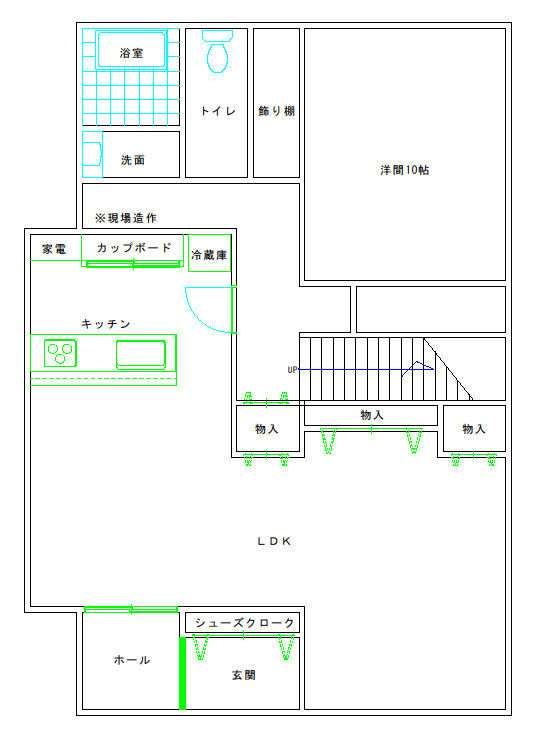 浴室
トイレ
飾り棚
洗面
洋間10帖
※現場造作
家電
カップボード
冷蔵庫
キッチン
UP
物入
物入
物入
ＬＤＫ
シューズクローク
ホール
玄関